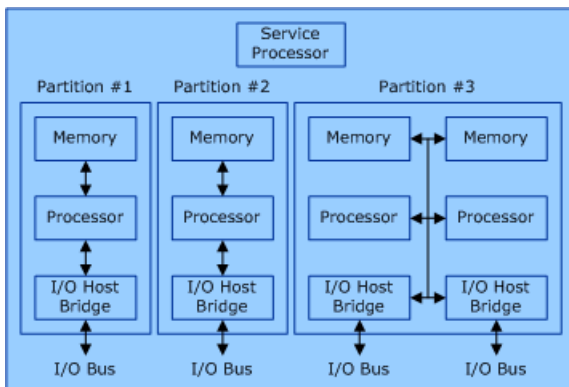 Service
Processor
Partition #1
Partition #2
Partition #3
Memory
Memory
Memory
Memory
Processor
Processor
Processor
Processor
I/O Host
Bridge
I/O Host
Bridge
I/O Host
Bridge
I/O Host
Bridge
I/O Bus
I/O Bus
I/O Bus
I/O Bus